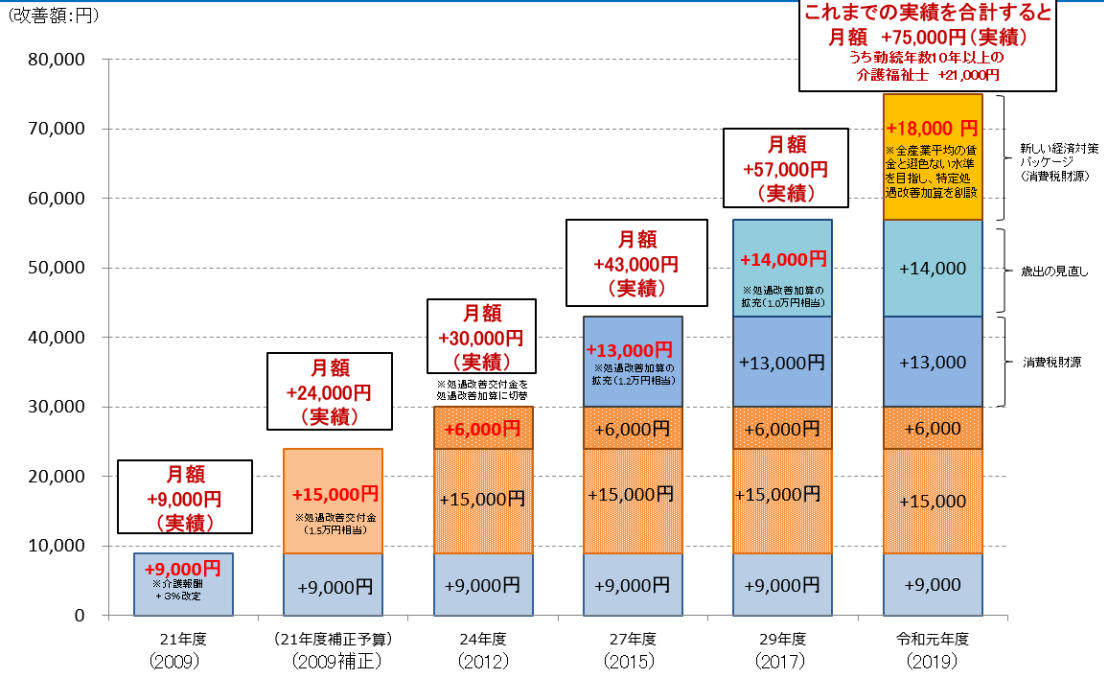 (改善額:円)
これまでの実績を合計すると
月額 +75,000円(実績)
うち勤続年数10年以上の
介護福祉士 +21,000円
80,000
70,000
60,000
50,000
40,000
30,000
20,000
10,000
0
月額
+9,000円
(実績)
+9,000円
※介護報酬
+3%改定
21年度
(2009)
月額
+24,000円
(実績)
+15,000円
※処遇改善交付金
(1.5万円相当)
+9,000円
(21年度補正予算)
(2009補正)
月額
+30,000円
(実績)
※処遇改善交付金を
処遇改善加算に切替
+6,000円
+15,000円
+9,000円
24年度
(2012)
月額
+43,000円
(実績)
+13,000円
※処遇改善加算の
拡充(1.2万円相当)
+6,000円
+15,000円
+9,000円
27年度
(2015)
月額
+57,000円
(実績)
+14,000円
※処遇改善加算の
拡充(1.0万円相当)
+13,000円
+6,000円
+15,000円
+9,000円
29年度
(2017)
+18,000 円
※全産業平均の賃
金と遜色ない水準
を目指し、特定処
遇改善加算を創設
+14,000
+13,000
+6,000
+15,000
+9,000
令和元年度
(2019)
新しい経済対策
パッケージ
(消費税財源)
歳出の見直し
消費税財源